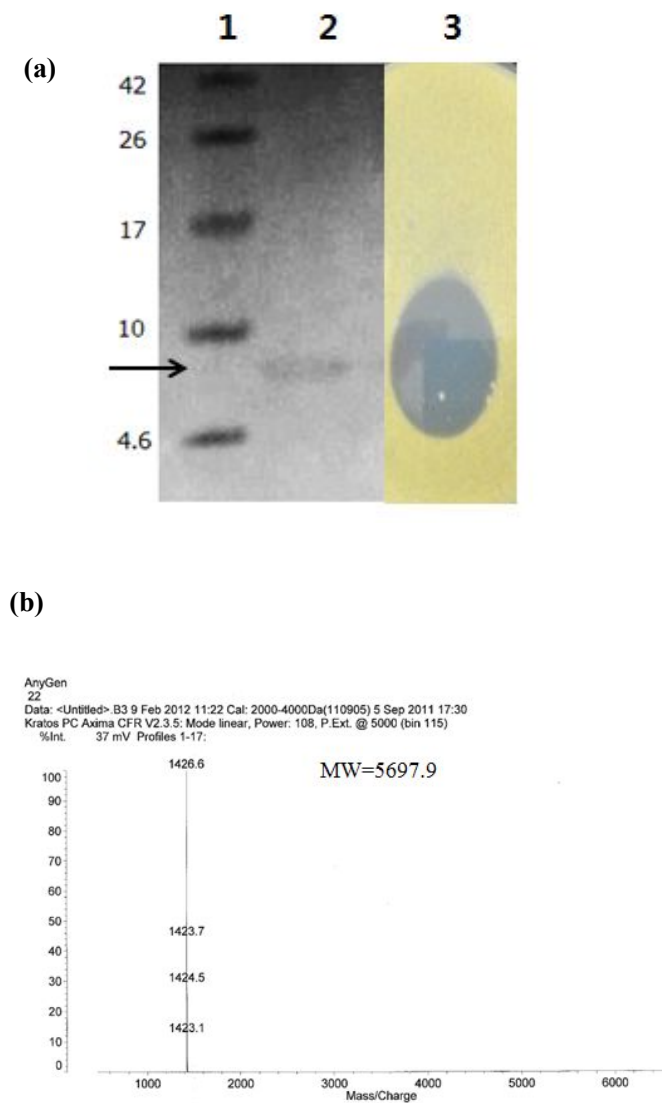 1 2 3
(a)
42
26
17
10
4.6
(b)
AnyGen
22
Data: <Untitled>.B3 9 Feb 2012 11:22 Cal: 2000-4000Da(110905) 5 Sep 2011 17:30
Kratos PC Axima CFR V2.3.5: Mode linear, Power: 108, P.Ext. @ 5000 (bin 115)
%Int. 37 mV Profiles 1-17:
1426.6
MW=5697.9
100
90
80
70
60
50
1423.7
40
30
1424.5
20
10
1423.1
0
1000 2000 3000 4000 5000 6000
Mass/Charge